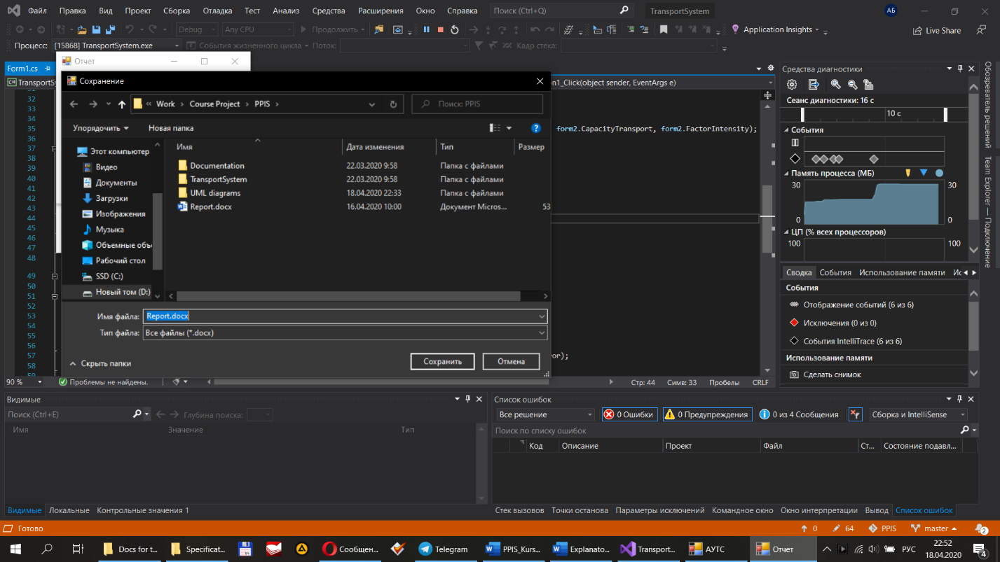 Файл Правка Вид Проект Сборка Отладка Тест Анализ Средства Расширения Окно Справка Поиск (Ctrl+Q) TransportSystem АБ
Debug Any CPU Продолжить Application Insights Live Share
Процесс: [15868] TransportSystem.exe События жизненного цикла Поток: Кадр стека:
Form1.cs
Отчет
Сохранение
Work › Course Project › PPIS › Поиск: PPIS
Упорядочить Новая папка
Этот компьютер
Видео
Документы
Загрузки
Изображения
Музыка
Рабочий стол
SSD (C:)
Новый том (D:)
Имя Дата изменения Тип Размер
Documentation 22.03.2020 9:58 Папка с файлами
TransportSystem 22.03.2020 9:58 Папка с файлами
UML diagrams 18.04.2020 22:33 Папка с файлами
Report.docx 16.04.2020 10:00 Документ Micros... 53
Имя файла: Report.docx
Тип файла: Все файлы (*.docx)
Скрыть папки Сохранить Отмена
32
33
34
35
36
37
38
39
40
41
42
43
44
45
46
47
48
49
50
51
52
53
54
55
56
57
58
59
on1_Click(object sender, EventArgs e)
form2.CapacityTransport, form2.FactorIntensity);
or);
90 % Проблемы не найдены. Стр: 44 Симв: 33 Пробелы CRLF
Средства диагностики
Сеанс диагностики: 16 с
10 с
События
Память процесса (МБ)
30 30
0 0
ЦП (% всех процессоров)
100 100
Сводка События Использование памяти Ис
События
Отображение событий (6 из 6)
Исключения (0 из 0)
События IntelliTrace (6 из 6)
Использование памяти
Сделать снимок
Обозреватель решений
Team Explorer — Подключение
Видимые
Поиск (Ctrl+E) Глубина поиска:
Имя Значение Тип
Видимые Локальные Контрольные значения 1
Список ошибок
Все решение 0 Ошибки 0 Предупреждения 0 из 4 Сообщения Сборка и IntelliSense
Поиск по списку ошибок
Код Описание Проект Файл Ст... Состояние подавл...
Стек вызовов Точки останова Параметры исключений Командное окно Окно интерпретации Вывод Список ошибок
Готово 0 64 PPIS master 2
Docs for t... Specificat... Сообщен... Telegram PPIS_Kurs... Explanato... Transport... АУТС Отчет РУС 22:52
18.04.2020 4